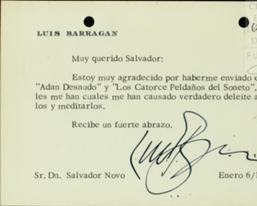 LUIS BARRAGAN
Muy querido Salvador:
Estoy muy agradecido por haberme enviado
"Adan Desnudo" y "Los Catorce Peldaños del Soneto",
les me han cuales me han causado verdadero deleite a
los y meditarlos.
Recibe un fuerte abrazo.
Sr. Dn. Salvador Novo
Enero 6/